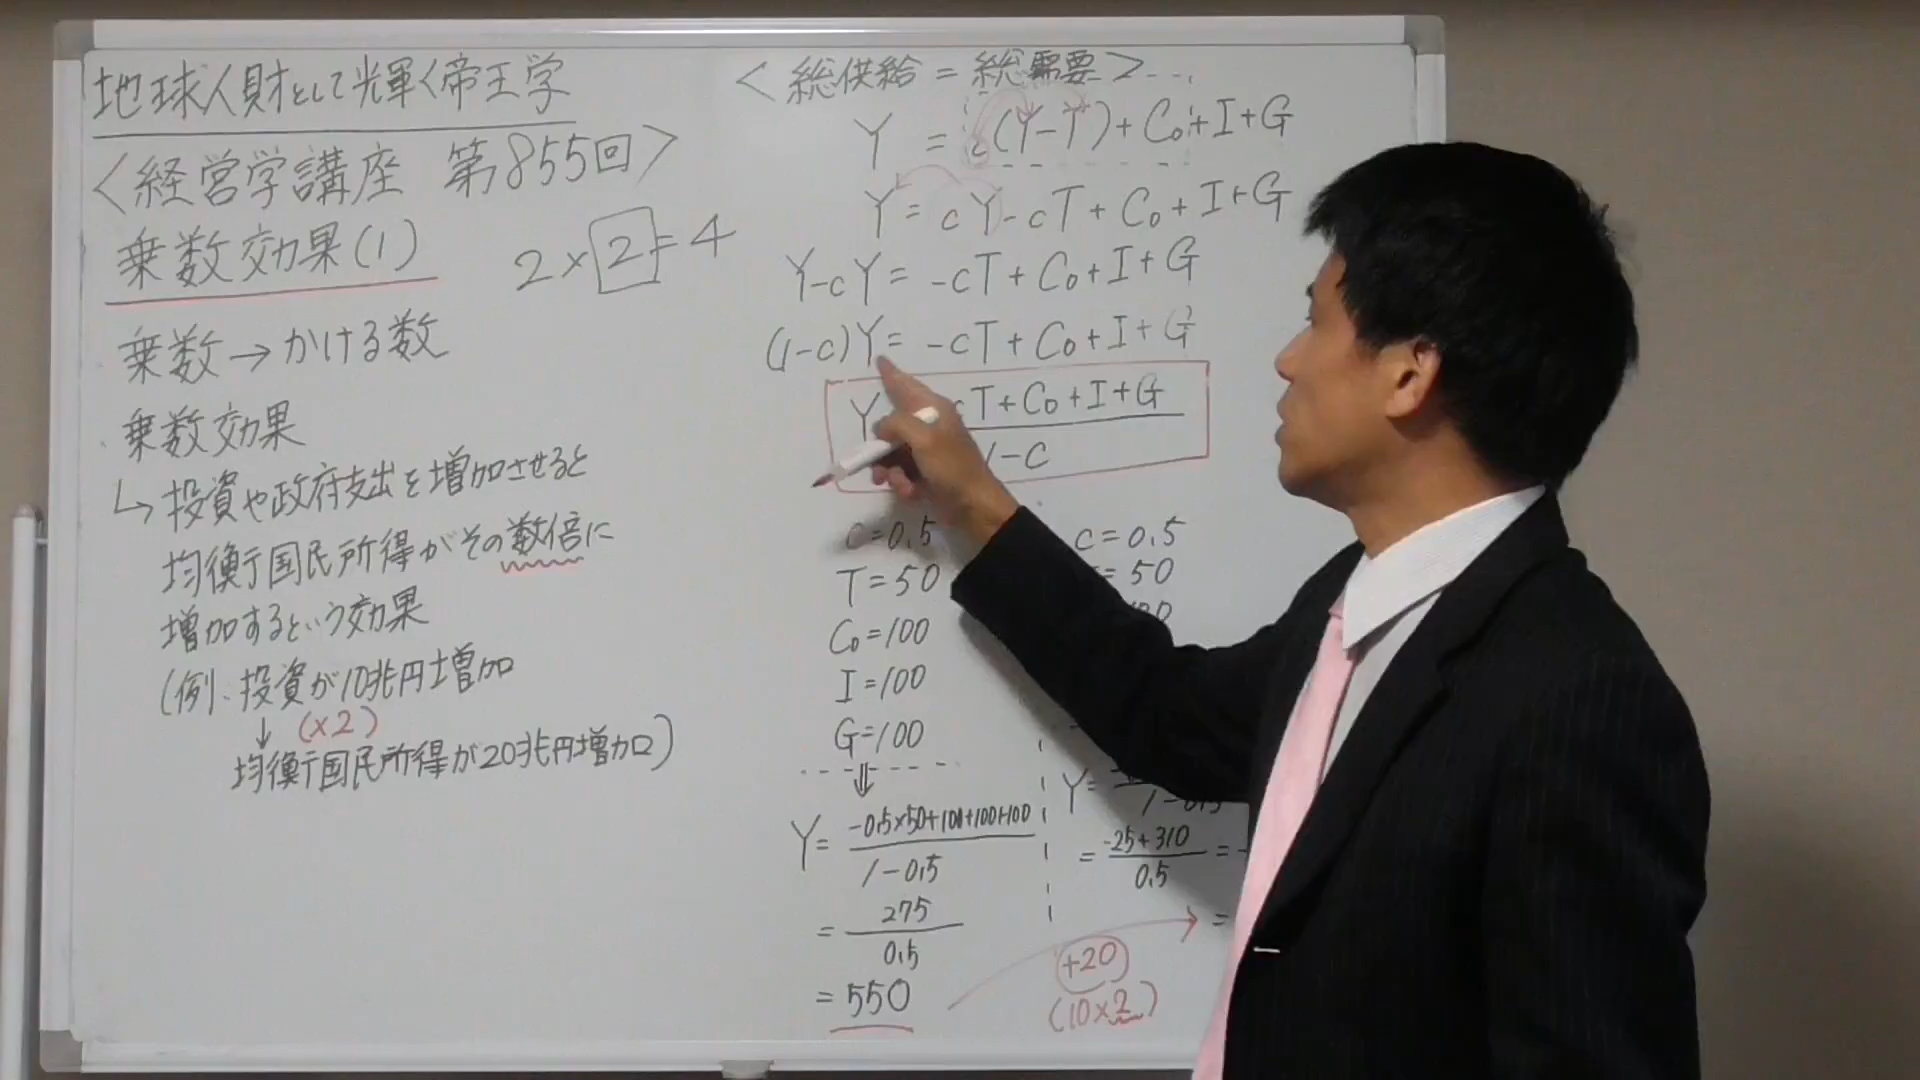 地球人財として輝く帝王学
<経営学講座 第855回>
乗数効果(1)
2×2=4
乗数→かける数
乗数効果
↳投資や政府支出を増加させると
均衡国民所得がその数倍に
増加するという効果
(例、投資が10兆円増加
↓(×2)
均衡国民所得が20兆円増加)
<総供給=総需要>
Y=c(Y-T)+C₀+I+G
Y=cY-cT+C₀+I+G
Y-cY=-cT+C₀+I+G
(1-c)Y=-cT+C₀+I+G
Y cT+C₀+I+G
1-c
c=0.5
T=50
C₀=100
I=100
G=100
⇓
Y=-0.5×50+100+100+100
1-0.5
=275
0.5
=550
c=0.5
=50
Y=
1-0.5
=-25+310=
0.5
=
+20
(10×2)